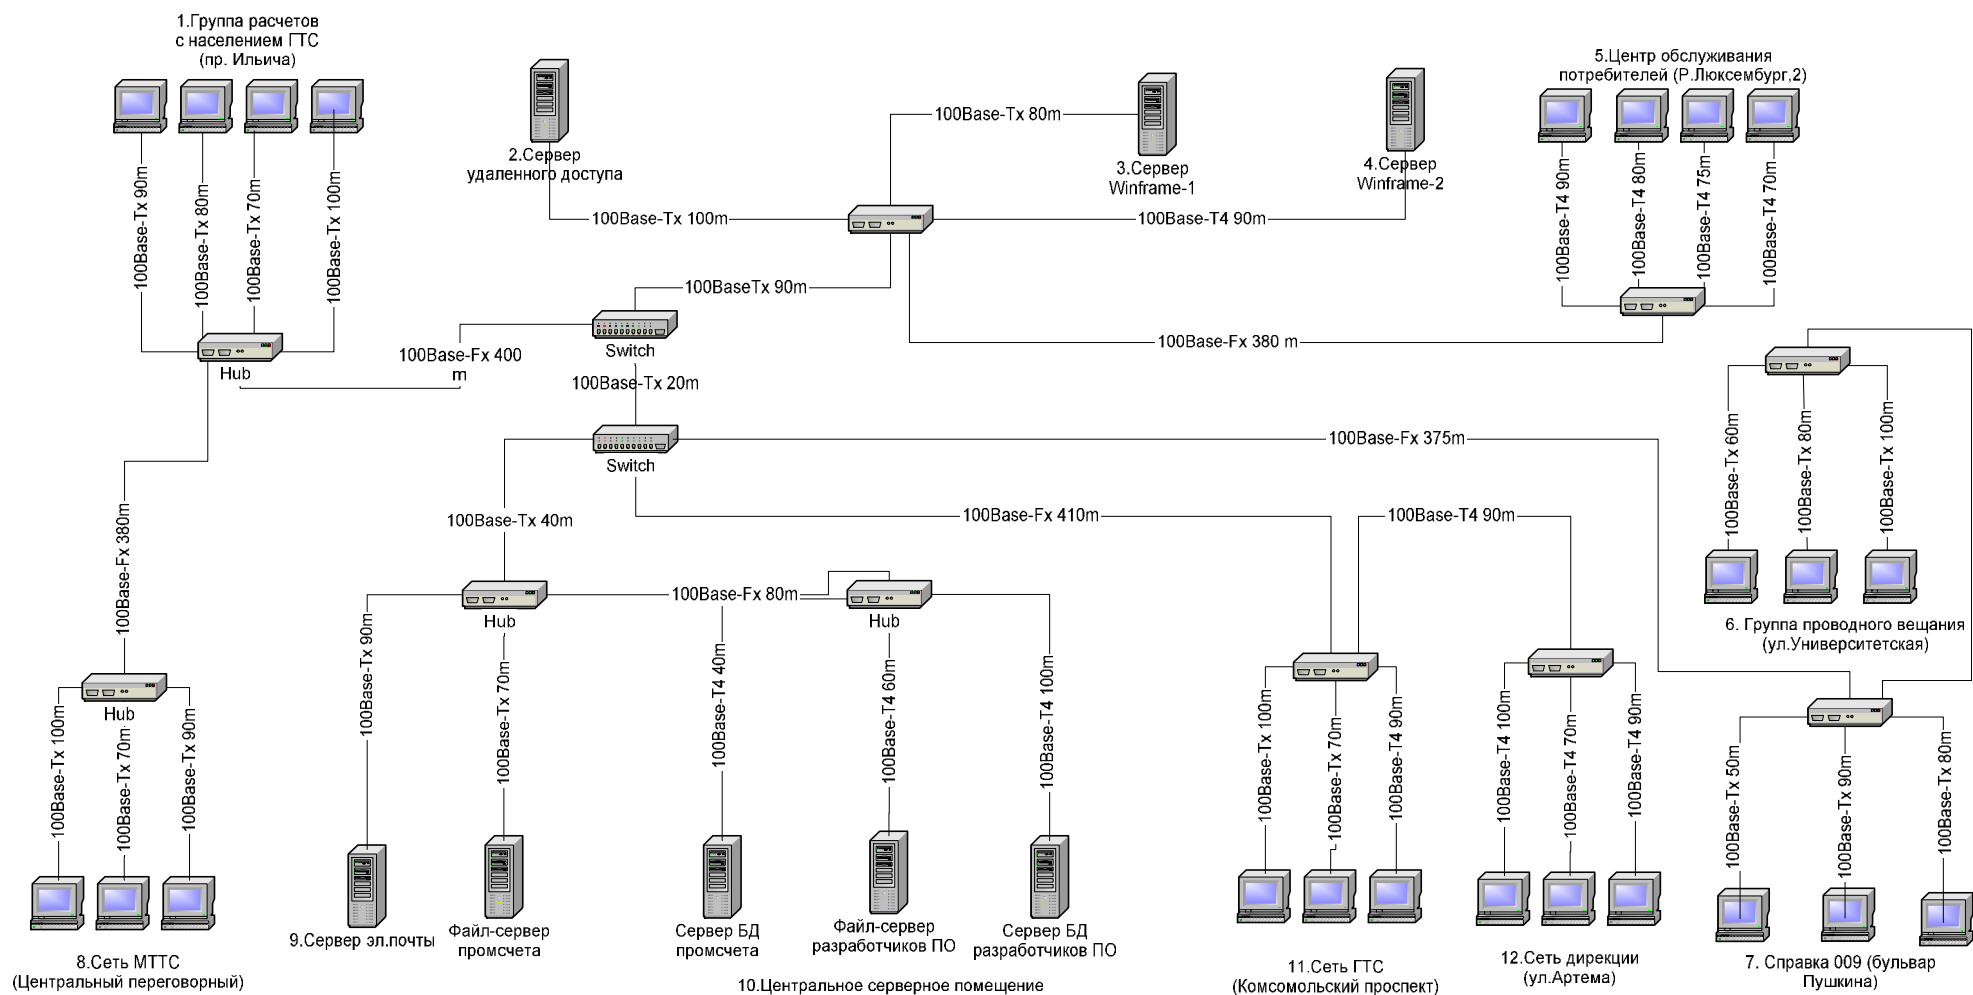 1.Группа расчетов
с населением ГТС
(пр. Ильича)
100Base-Tx 90m
100Base-Tx 80m
100Base-Tx 70m
100Base-Tx 100m
Hub
2.Сервер
удаленного доступа
100Base-Tx 80m
3.Сервер
Winframe-1
4.Сервер
Winframe-2
100Base-Tx 100m
100Base-T4 90m
5.Центр обслуживания
потребителей (Р.Люксембург,2)
100Base-T4 90m
100Base-T4 80m
100Base-T4 75m
100Base-T4 70m
100BaseTx 90m
Switch
100Base-Fx 400
m
100Base-Fx 380 m
100Base-Tx 20m
Switch
100Base-Fx 375m
100Base-Tx 60m
100Base-Tx 80m
100Base-Tx 100m
6. Группа проводного вещания
(ул.Университетская)
100Base-Tx 40m
100Base-Fx 410m
100Base-T4 90m
100Base-Fx 380m
Hub
100Base-Tx 100m
100Base-Tx 70m
100Base-Tx 90m
8.Сеть МТТС
(Центральный переговорный)
Hub
100Base-Fx 80m
Hub
100Base-Tx 90m
100Base-Tx 70m
100Base-T4 40m
100Base-T4 60m
100Base-T4 100m
9.Сервер эл.почты
Файл-сервер
промсчета
Сервер БД
промсчета
Файл-сервер
разработчиков ПО
Сервер БД
разработчиков ПО
10.Центральное серверное помещение
100Base-Tx 100m
100Base-Tx 70m
100Base-T4 90m
11.Сеть ГТС
(Комсомольский проспект)
100Base-T4 100m
100Base-T4 70m
100Base-T4 90m
12.Сеть дирекции
(ул.Артема)
100Base-Tx 50m
100Base-Tx 90m
100Base-Tx 80m
7. Справка 009 (бульвар
Пушкина)